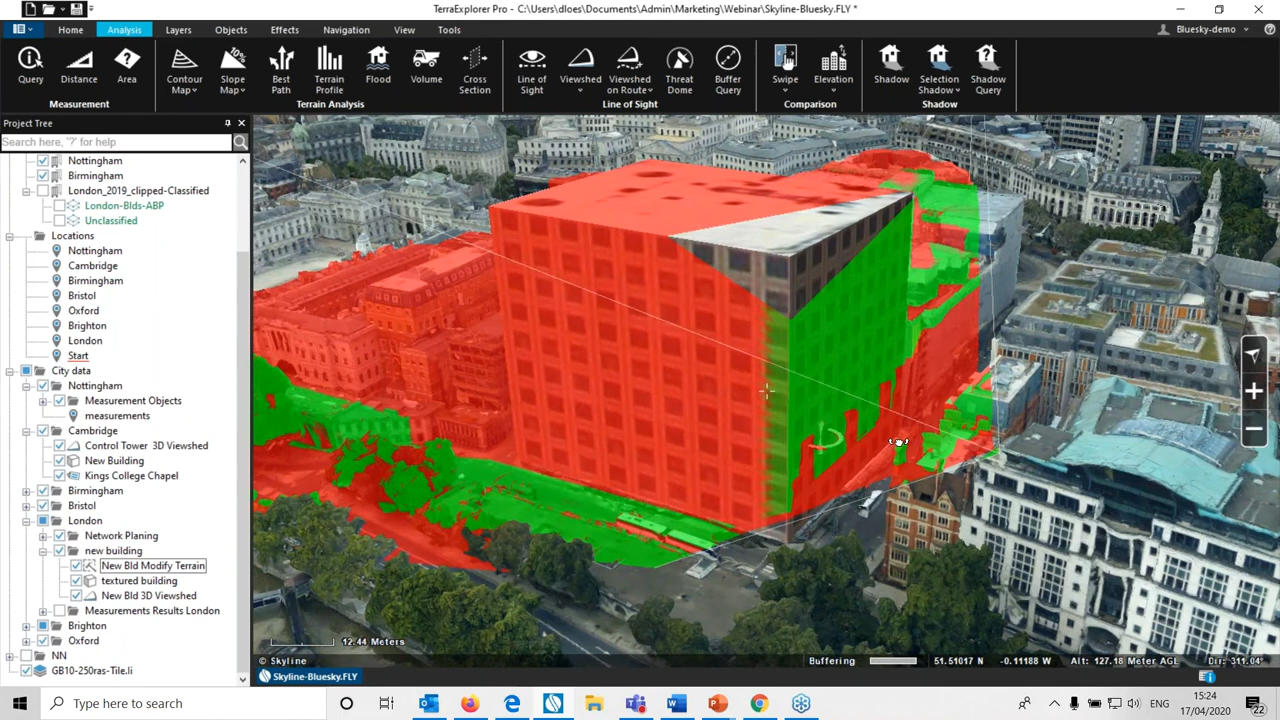 TerraExplorer Pro - C:\Users\dloes\Documents\Admin\Marketing\Webinar\Skyline-Bluesky.FLY *
Home Analysis Layers Objects Effects Navigation View Tools
Bluesky-demo
Query Distance Area
Measurement
Contour Map Slope Map Best Path Terrain Profile Flood Volume Cross Section
Terrain Analysis
Line of Sight Viewshed Viewshed on Route Threat Dome Buffer Query
Line of Sight
Swipe Elevation
Comparison
Shadow Selection Shadow Shadow Query
Shadow
Project Tree
Search here, '?' for help
Nottingham
Birmingham
London_2019_clipped-Classified
London-Blds-ABP
Unclassified
Locations
Nottingham
Cambridge
Birmingham
Bristol
Oxford
Brighton
London
Start
City data
Nottingham
Measurement Objects
measurements
Cambridge
Control Tower 3D Viewshed
New Building
Kings College Chapel
Birmingham
Bristol
London
Network Planing
new building
New Bld Modify Terrain
textured building
New Bld 3D Viewshed
Measurements Results London
Brighton
Oxford
NN
GB10-250ras-Tile.li
12.44 Meters
© Skyline
Buffering
51.51017 N -0.11188 W Alt: 127.18 Meter AGL Dir: 311.04°
Skyline-Bluesky.FLY
Type here to search
ENG
15:24
17/04/2020
22